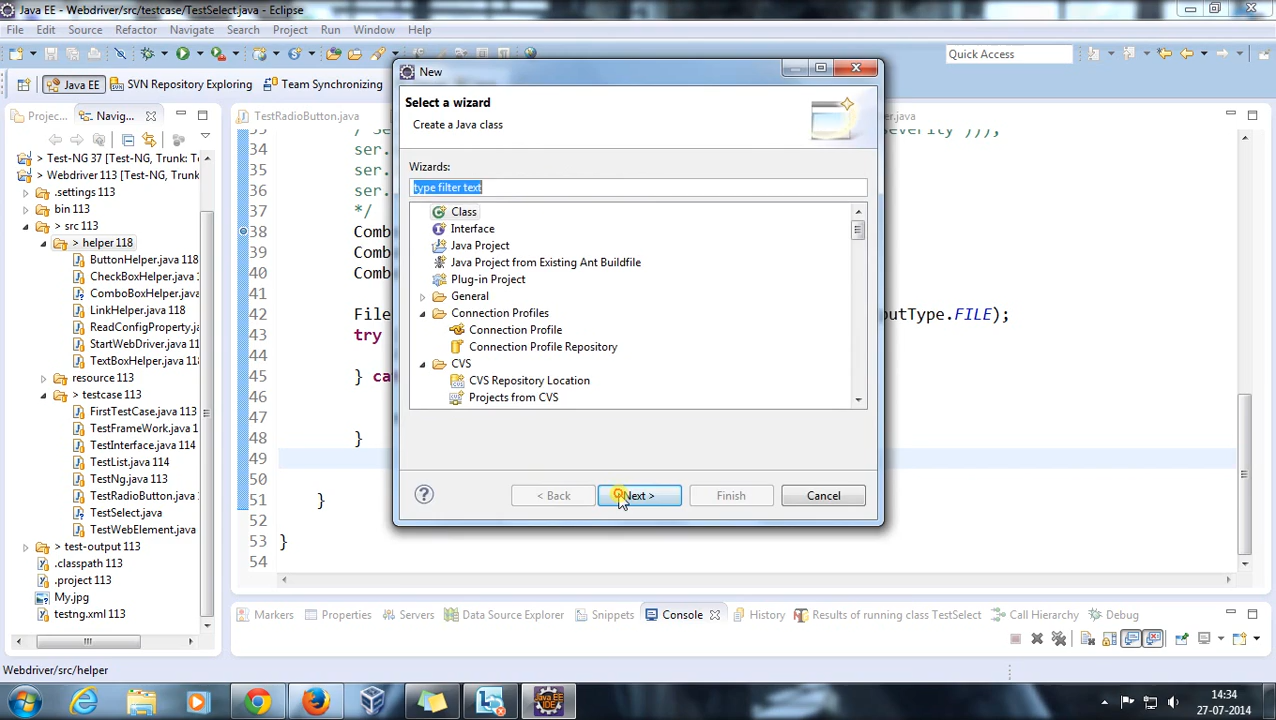 Java EE - Webdriver/src/testcase/TestSelect.java - Eclipse
File Edit Source Refactor Navigate Search Project Run Window Help
Quick Access
Java EE SVN Repository Exploring Team Synchronizing
Projec... Navig...
TestRadioButton.java
New
Select a wizard
Create a Java class
Wizards:
type filter text
Class
Interface
Java Project
Java Project from Existing Ant Buildfile
Plug-in Project
General
Connection Profiles
Connection Profile
Connection Profile Repository
CVS
CVS Repository Location
Projects from CVS
< Back Next > Finish Cancel
> Test-NG 37 [Test-NG, Trunk: T
Webdriver 113 [Test-NG, Trunk: Te
.settings 113
bin 113
> src 113
> helper 118
ButtonHelper.java 118
CheckBoxHelper.java
ComboBoxHelper.java
LinkHelper.java 118
ReadConfigProperty.
StartWebDriver.java
TextBoxHelper.java
resource 113
> testcase 113
FirstTestCase.java 113
TestFrameWork.java
TestInterface.java 114
TestList.java 114
TestNg.java 113
TestRadioButton.java
TestSelect.java
TestWebElement.java
> test-output 113
.classpath 113
.project 113
My.jpg
testng.xml 113
34 ser.
35 ser.
36 ser.
37 */
38 Comb
39 Comb
40 Comb
41
42 File putType.FILE);
43 try
44
45 } ca
46
47
48 }
49
50
51 }
52
53 }
54
Markers Properties Servers Data Source Explorer Snippets Console History Results of running class TestSelect Call Hierarchy Debug
Webdriver/src/helper
14:34
27-07-2014